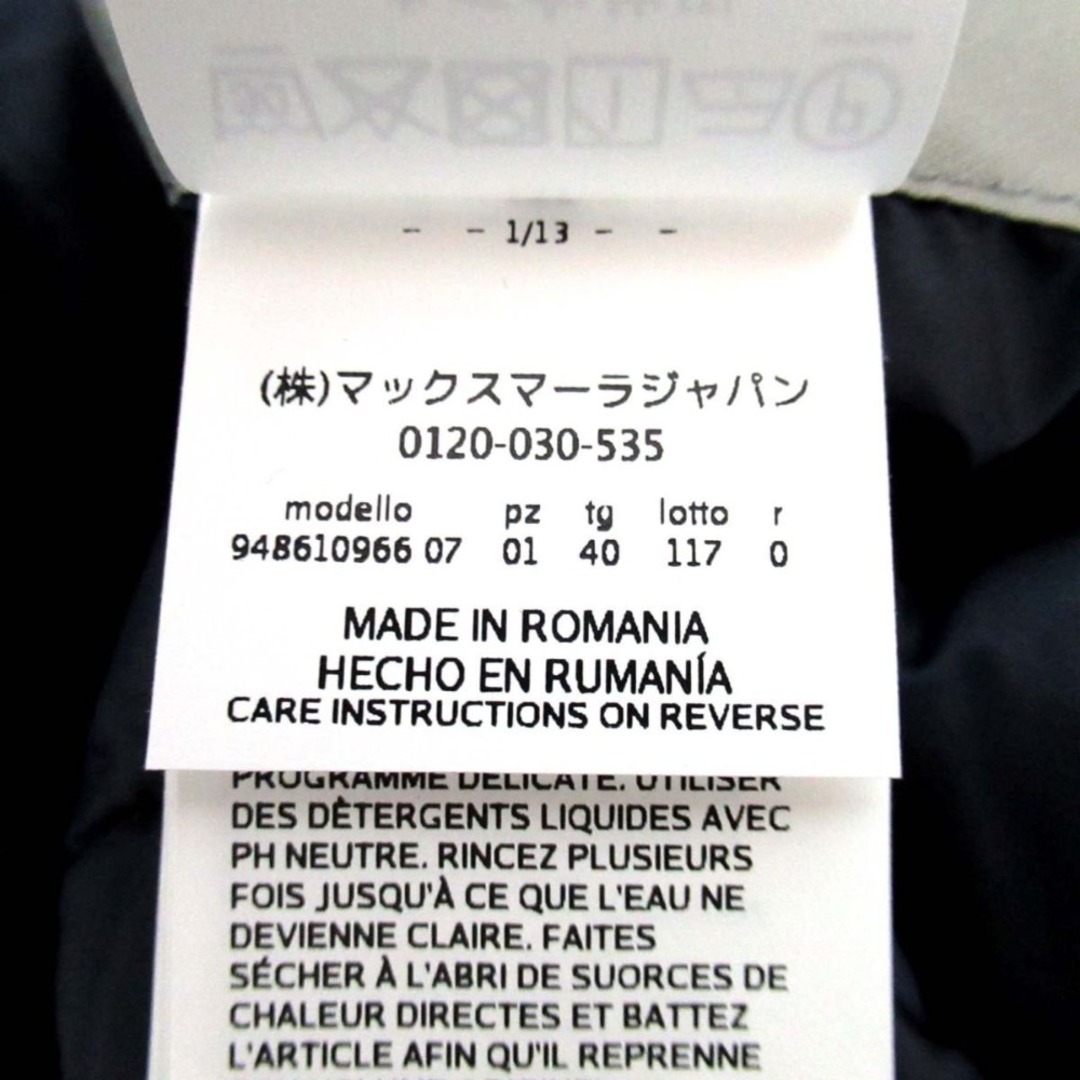 - - 1/13 - -
(株)マックスマーラジャパン
0120-030-535
modello pz tg lotto r
948610966 07 01 40 117 0
MADE IN ROMANIA
HECHO EN RUMANÍA
CARE INSTRUCTIONS ON REVERSE
PROGRAMME DELICATE. UTILISER
DES DÊTERGENTS LIQUIDES AVEC
PH NEUTRE. RINCEZ PLUSIEURS
FOIS JUSQU'À CE QUE L'EAU NE
DEVIENNE CLAIRE. FAITES
SÉCHER À L'ABRI DE SUORCES DE
CHALEUR DIRECTES ET BATTEZ
L'ARTICLE AFIN QU'IL REPRENNE